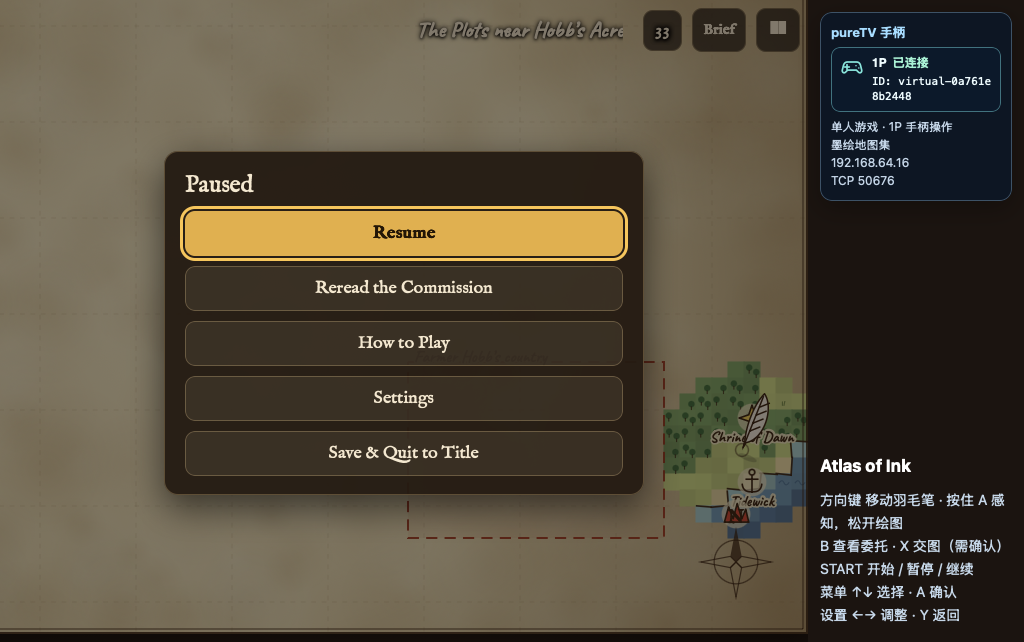 The Plots near Hobb's Acre
33
Brief
Paused
Resume
Reread the Commission
How to Play
Settings
Save & Quit to Title
Shrine of Dawn
Tidewick
pureTV 手柄
1P 已连接
ID: virtual-0a761e
8b2448
单人游戏 · 1P 手柄操作
墨绘地图集
192.168.64.16
TCP 50676
Atlas of Ink
方向键 移动羽毛笔 · 按住 A 感
知，松开绘图
B 查看委托 · X 交图（需确认）
START 开始 / 暂停 / 继续
菜单 ↑↓ 选择 · A 确认
设置 ←→ 调整 · Y 返回